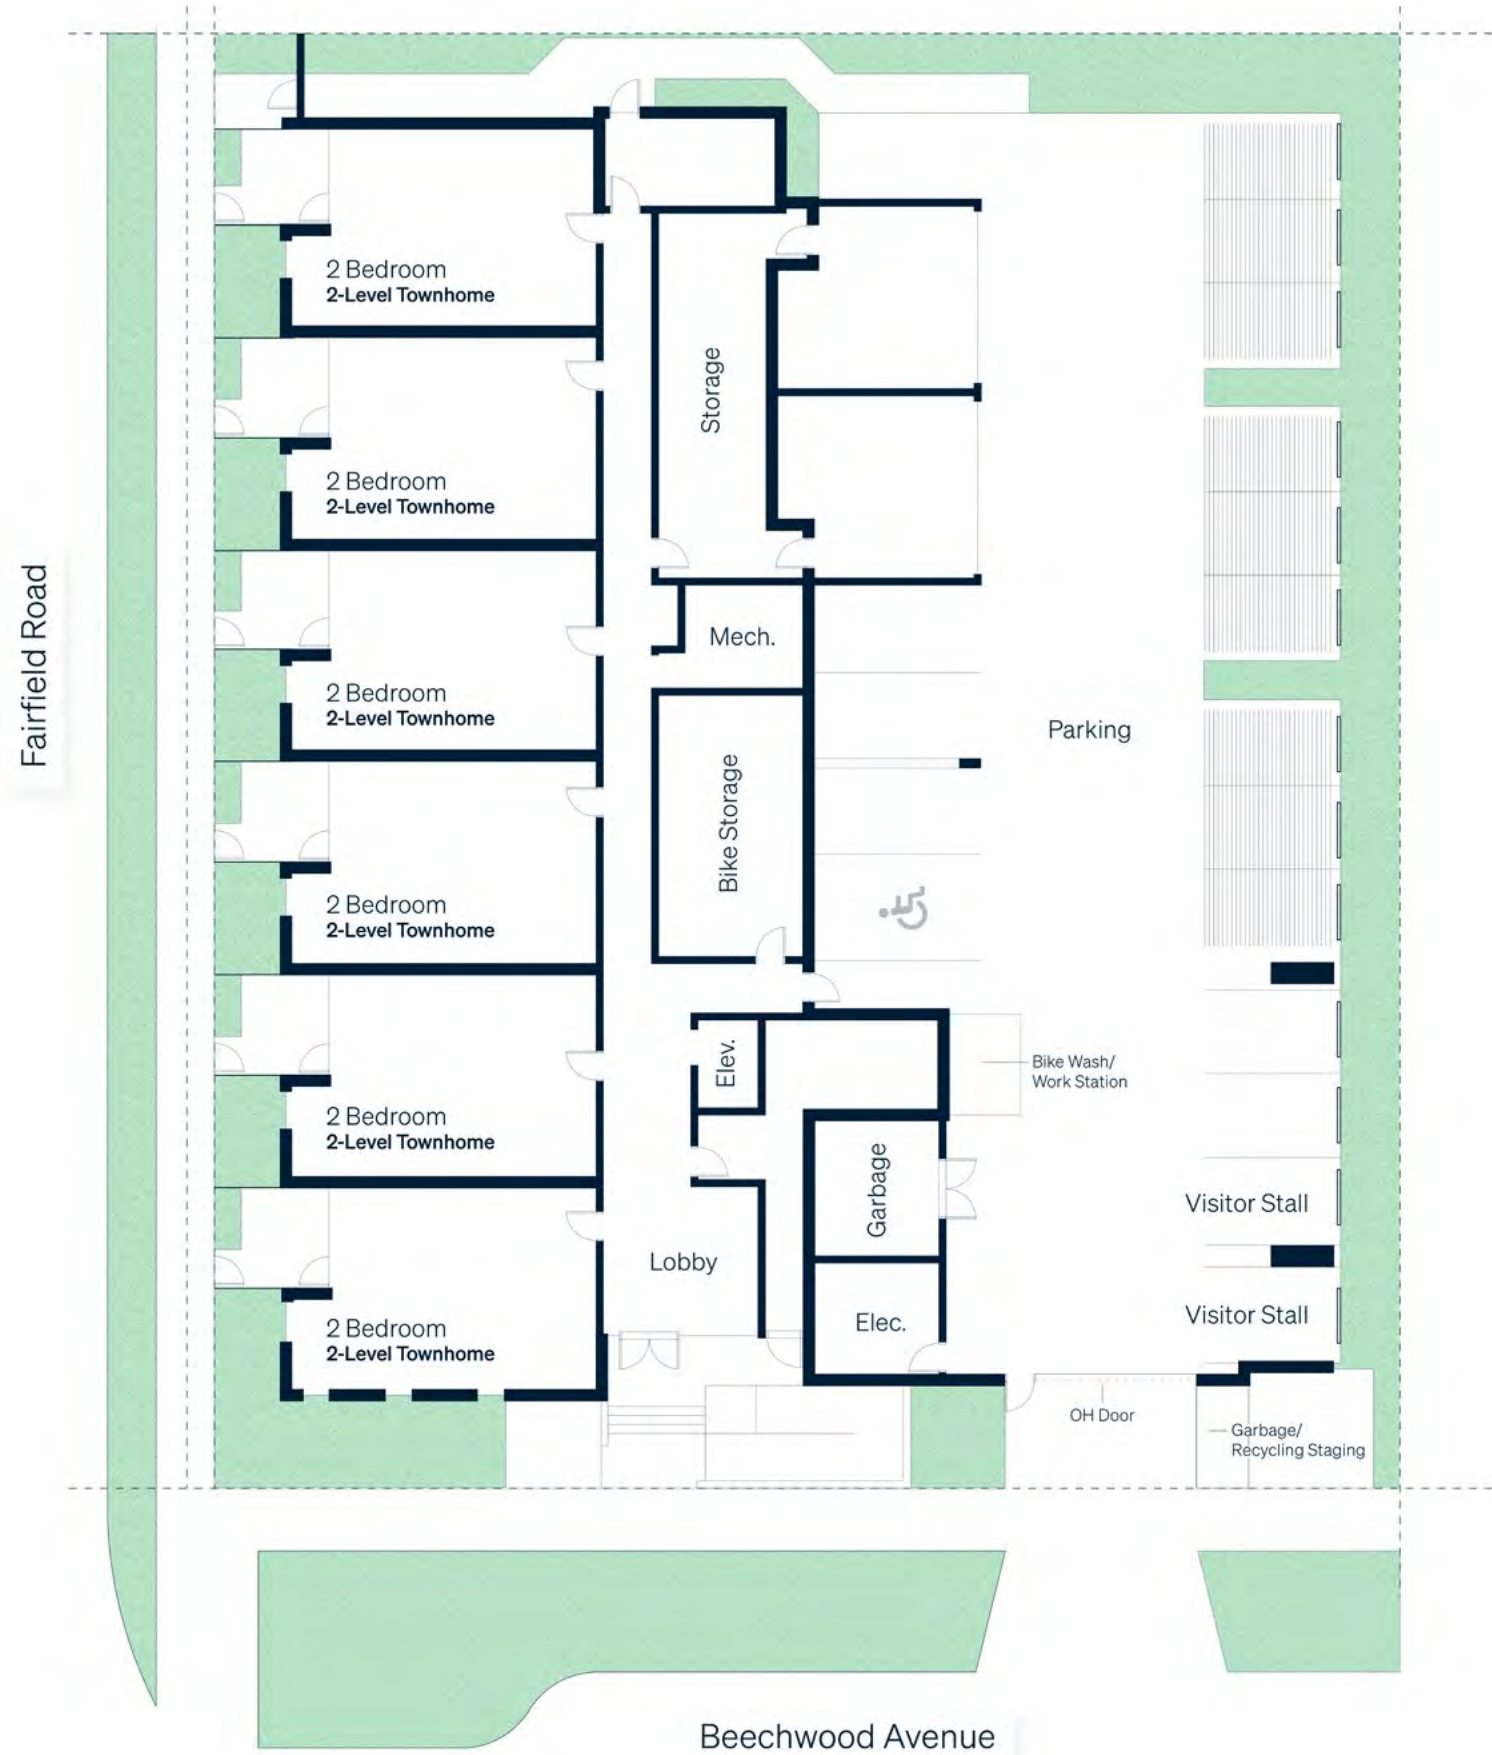 2 Bedroom
2-Level Townhome
Storage
2 Bedroom
2-Level Townhome
Fairfield Road
Mech.
2 Bedroom
2-Level Townhome
Parking
Bike Storage
2 Bedroom
2-Level Townhome
Elev.
Bike Wash/
Work Station
2 Bedroom
2-Level Townhome
Garbage
Visitor Stall
Lobby
2 Bedroom
2-Level Townhome
Elec.
Visitor Stall
OH Door
Garbage/
Recycling Staging
Beechwood Avenue